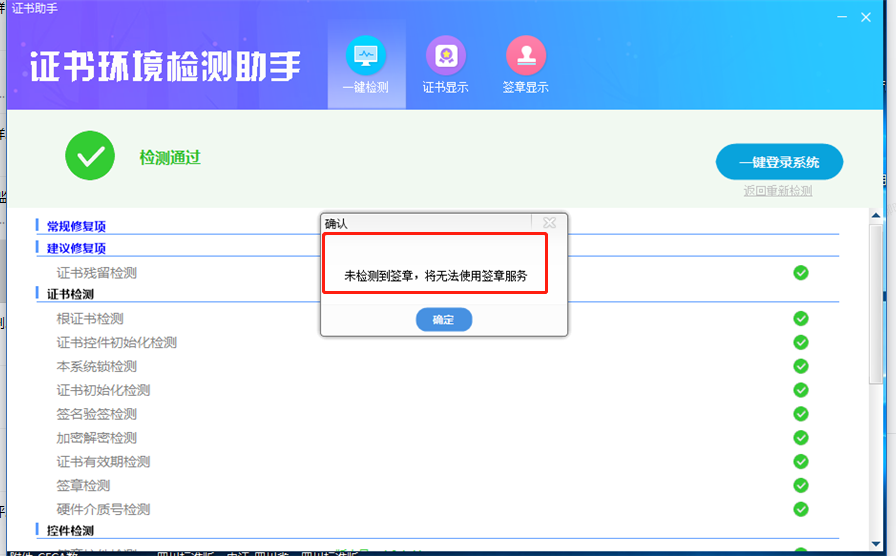 证书助手
证书环境检测助手
一键检测
证书显示
签章显示
检测通过
一键登录系统
返回重新检测
常规修复项
建议修复项
证书残留检测
证书检测
根证书检测
证书控件初始化检测
本系统锁检测
证书初始化检测
签名验签检测
加密解密检测
证书有效期检测
签章检测
硬件介质号检测
控件检测
确认
未检测到签章，将无法使用签章服务
确定